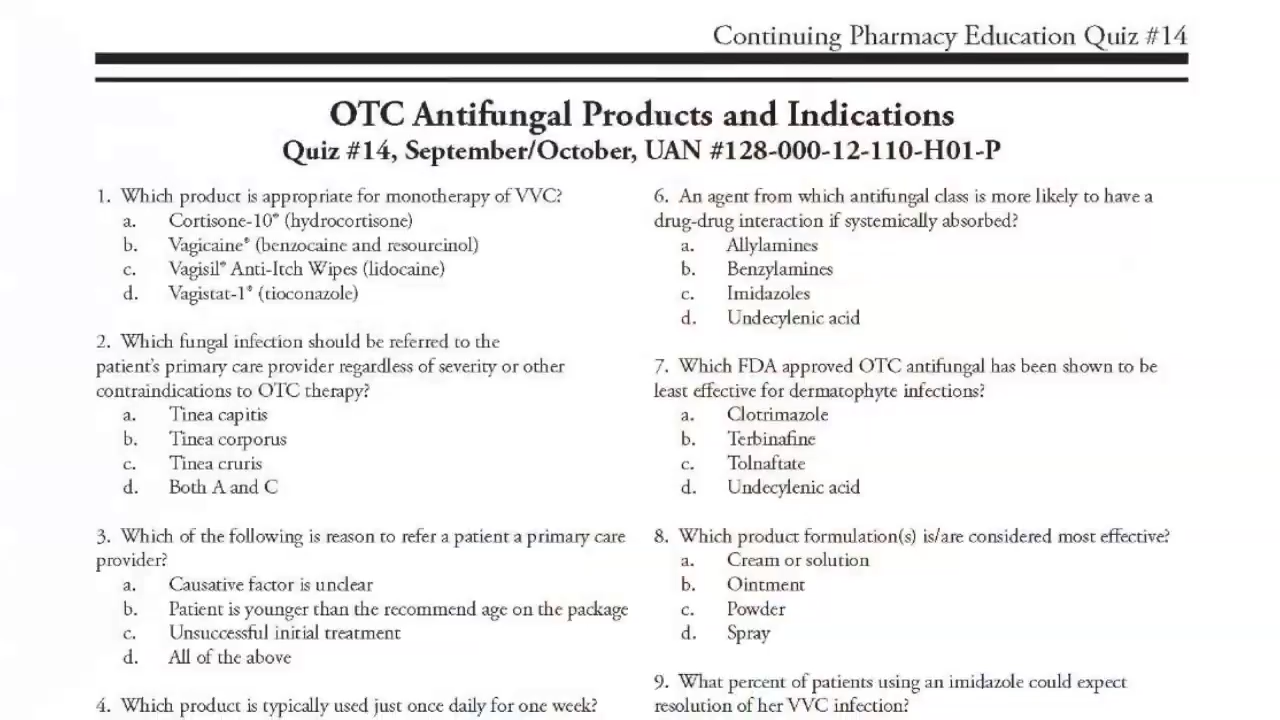 Continuing Pharmacy Education Quiz #14
OTC Antifungal Products and Indications
Quiz #14, September/October, UAN #128-000-12-110-H01-P
1. Which product is appropriate for monotherapy of VVC?
a. Cortisone-10® (hydrocortisone)
b. Vagicaine® (benzocaine and resourcinol)
c. Vagisil® Anti-Itch Wipes (lidocaine)
d. Vagistat-1® (tioconazole)
2. Which fungal infection should be referred to the
patient's primary care provider regardless of severity or other
contraindications to OTC therapy?
a. Tinea capitis
b. Tinea corporus
c. Tinea cruris
d. Both A and C
3. Which of the following is reason to refer a patient a primary care
provider?
a. Causative factor is unclear
b. Patient is younger than the recommend age on the package
c. Unsuccessful initial treatment
d. All of the above
4. Which product is typically used just once daily for one week?
6. An agent from which antifungal class is more likely to have a
drug-drug interaction if systemically absorbed?
a. Allylamines
b. Benzylamines
c. Imidazoles
d. Undecylenic acid
7. Which FDA approved OTC antifungal has been shown to be
least effective for dermatophyte infections?
a. Clotrimazole
b. Terbinafine
c. Tolnaftate
d. Undecylenic acid
8. Which product formulation(s) is/are considered most effective?
a. Cream or solution
b. Ointment
c. Powder
d. Spray
9. What percent of patients using an imidazole could expect
resolution of her VVC infection?